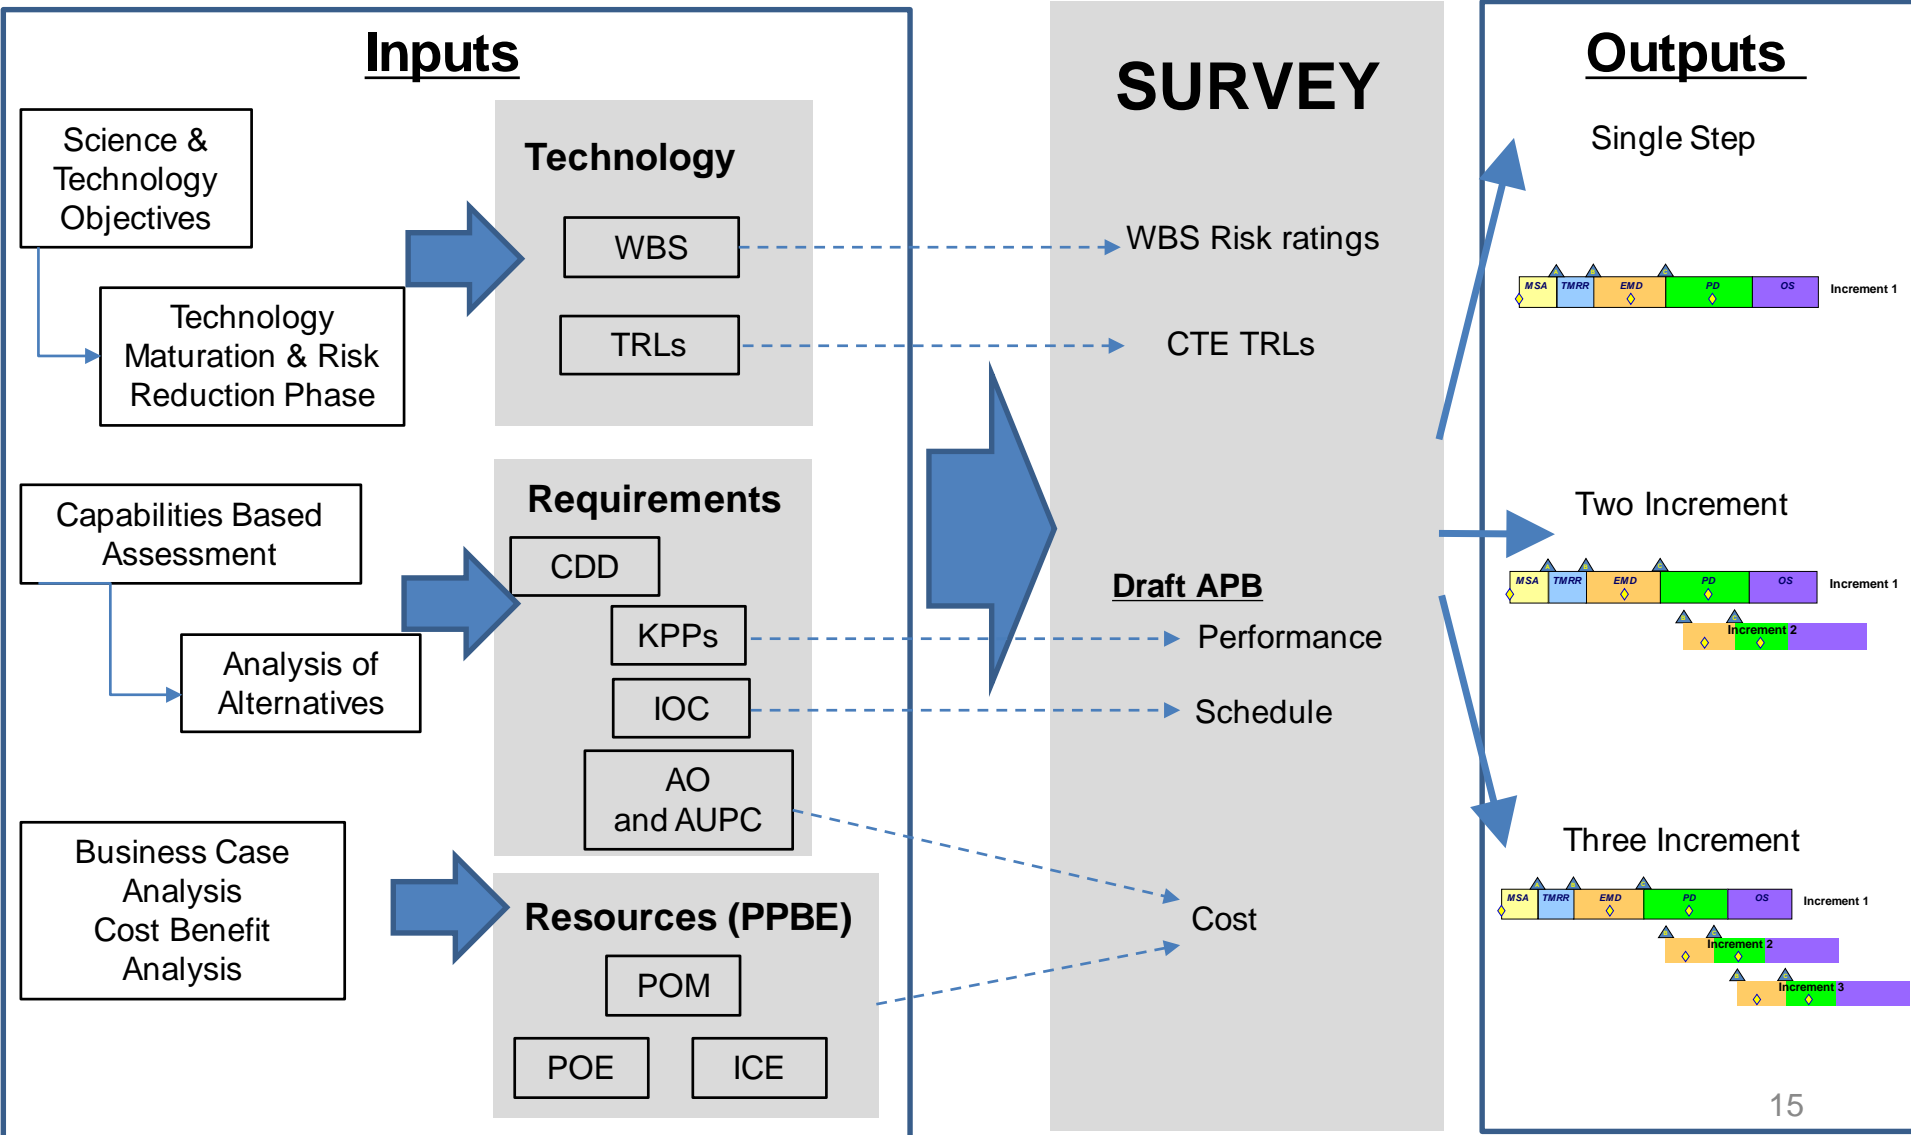 Inputs
Science &
Technology
Objectives
Technology
Maturation & Risk
Reduction Phase
Technology
WBS
TRLs
Capabilities Based
Assessment
Analysis of
Alternatives
Requirements
CDD
KPPs
IOC
AO
and AUPC
Business Case
Analysis
Cost Benefit
Analysis
Resources (PPBE)
POM
POE
ICE
SURVEY
WBS Risk ratings
CTE TRLs
Draft APB
Performance
Schedule
Cost
Outputs
Single Step
MSA TMRR EMD PD OS Increment 1
Two Increment
MSA TMRR EMD PD OS Increment 1
Increment 2
Three Increment
MSA TMRR EMD PD OS Increment 1
Increment 2
Increment 3
15